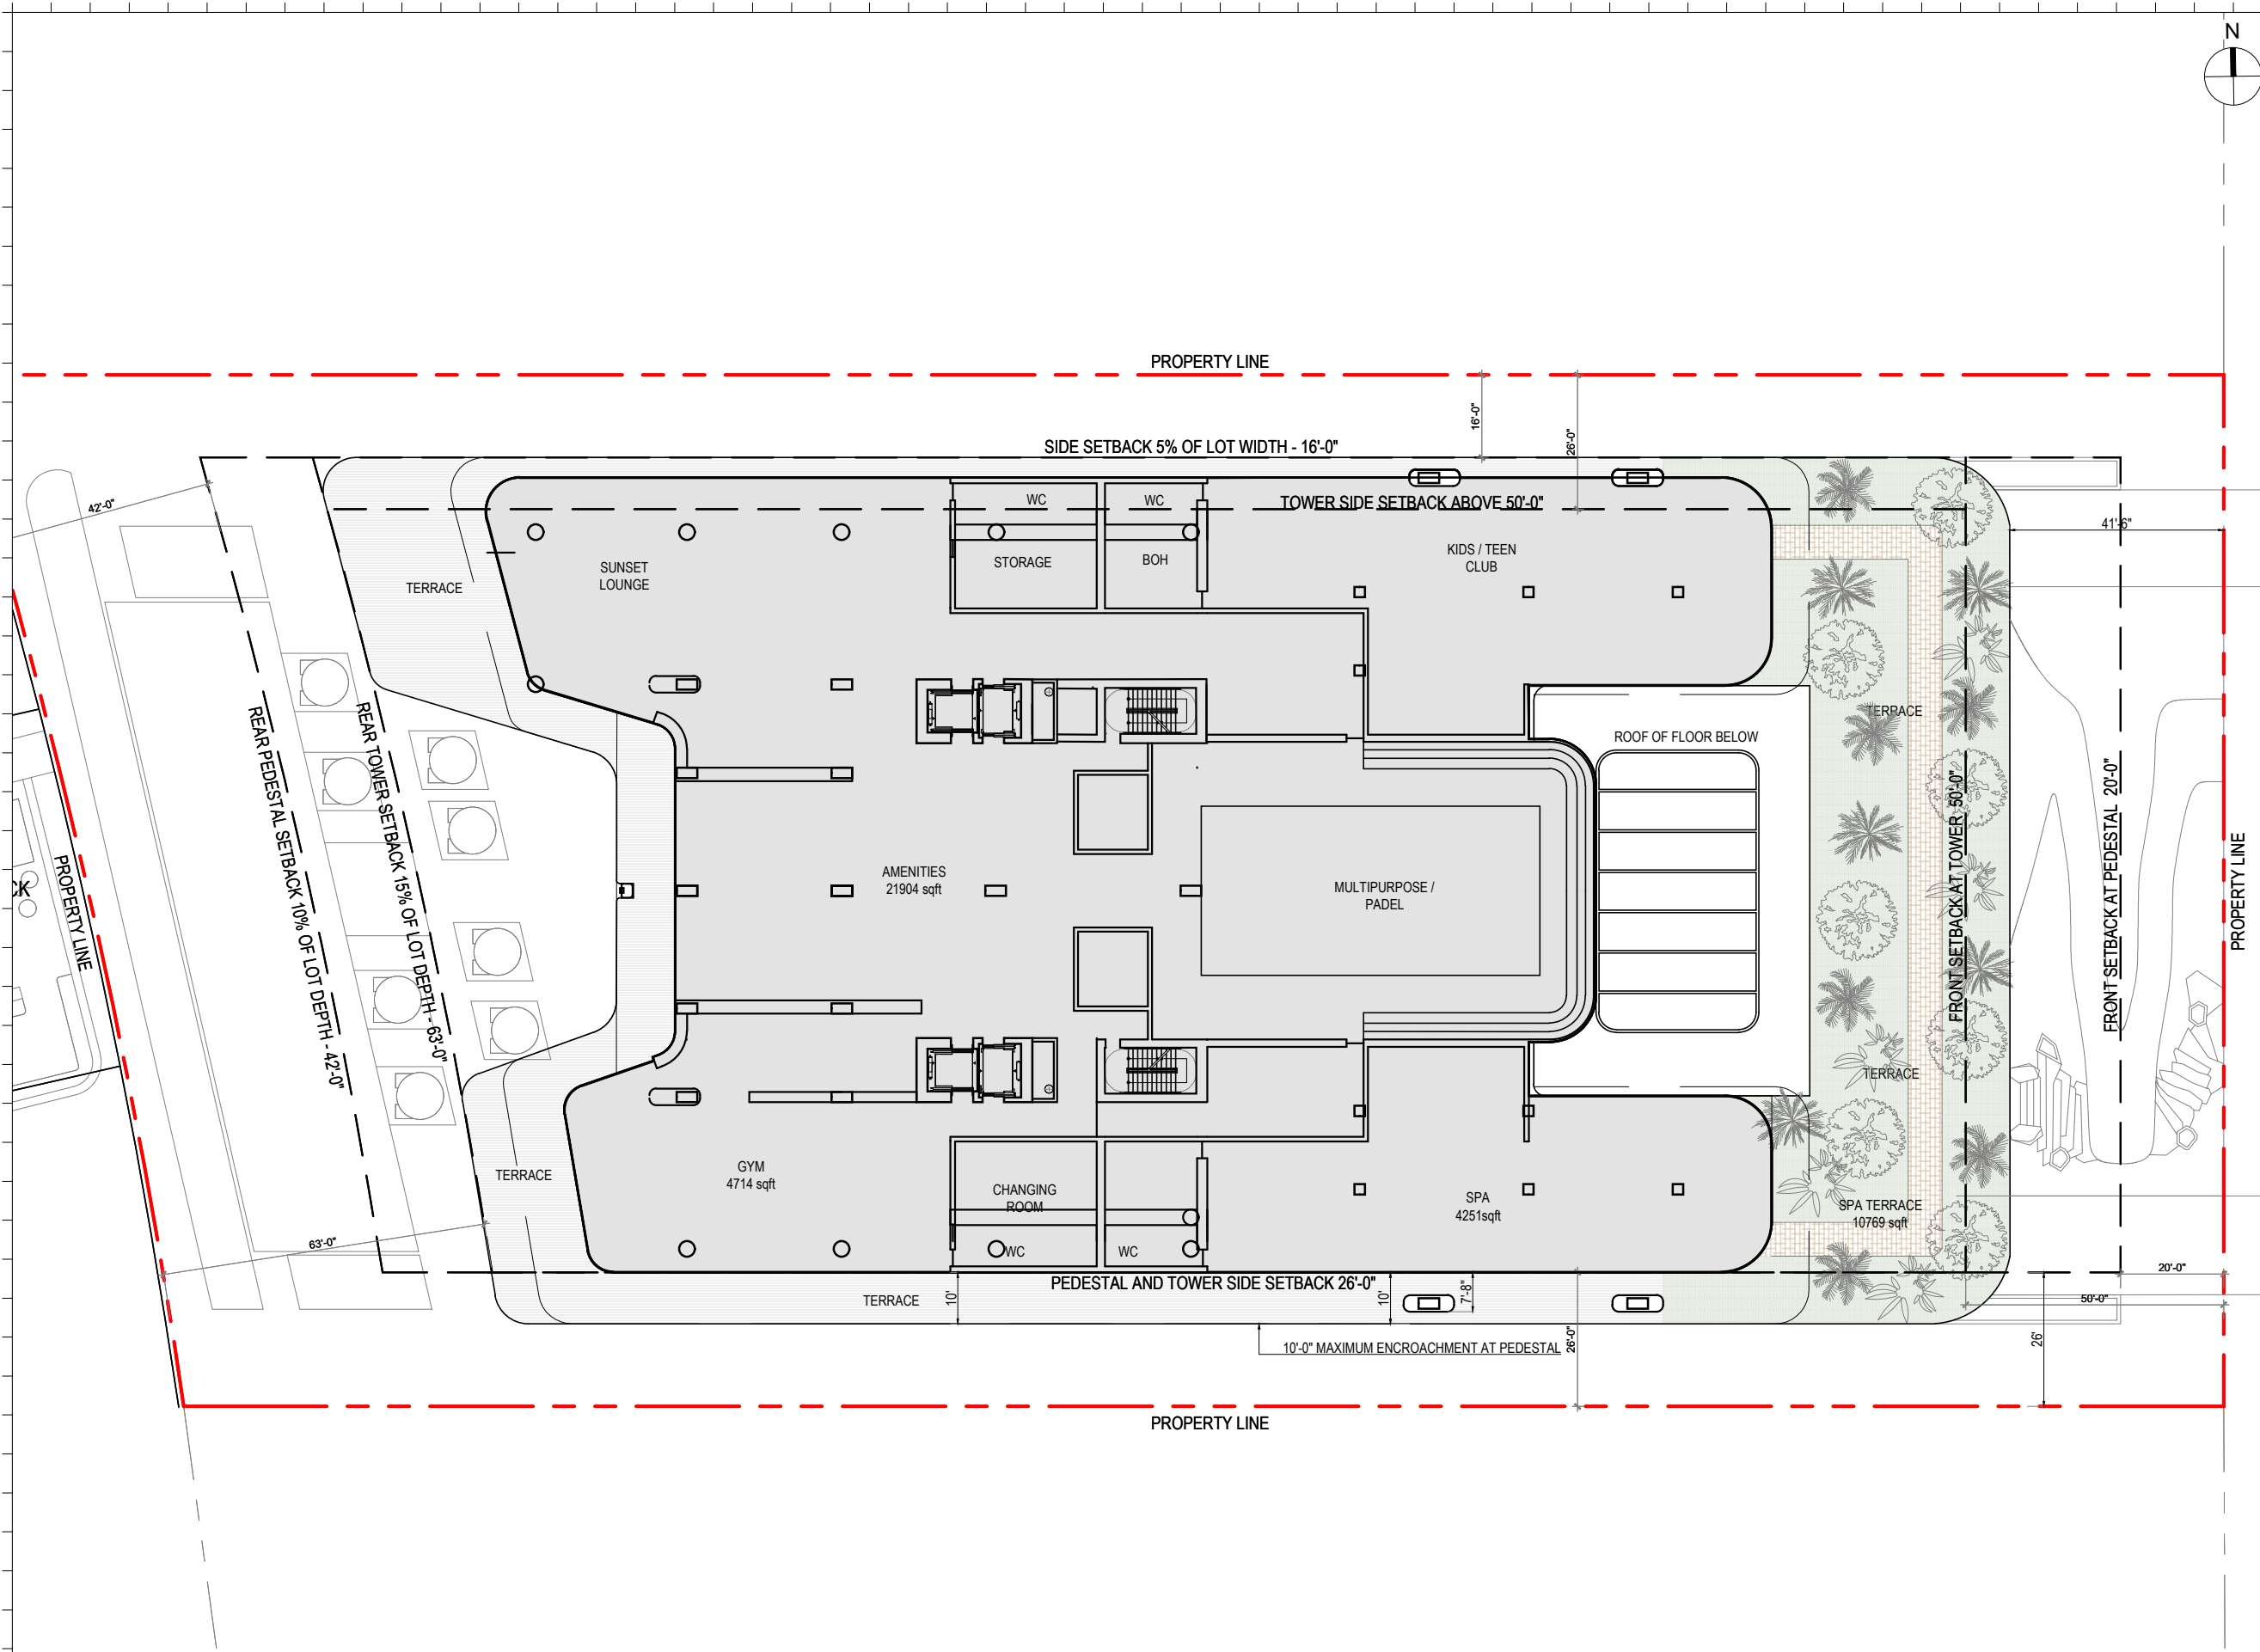 N
PROPERTY LINE
16'-0"
26'-0"
SIDE SETBACK 5% OF LOT WIDTH - 16'-0"
42'-0"
WC
WC
TOWER SIDE SETBACK ABOVE 50'-0"
41'-6"
SUNSET
LOUNGE
STORAGE
BOH
KIDS / TEEN
CLUB
TERRACE
TERRACE
ROOF OF FLOOR BELOW
REAR PEDESTAL SETBACK 10% OF LOT DEPTH - 42'-0"
REAR TOWER SETBACK 15% OF LOT DEPTH - 63'-0"
PROPERTY LINE
CK
AMENITIES
21904 sqft
MULTIPURPOSE /
PADEL
FRONT SETBACK AT TOWER 50'-0"
FRONT SETBACK AT PEDESTAL 20'-0"
PROPERTY LINE
TERRACE
TERRACE
GYM
4714 sqft
CHANGING
ROOM
SPA
4251sqft
SPA TERRACE
10769 sqft
63'-0"
WC
WC
PEDESTAL AND TOWER SIDE SETBACK 26'-0"
20'-0"
TERRACE
10'
10'
7'-8"
50'-0"
10'-0" MAXIMUM ENCROACHMENT AT PEDESTAL
26'-0"
26'
PROPERTY LINE